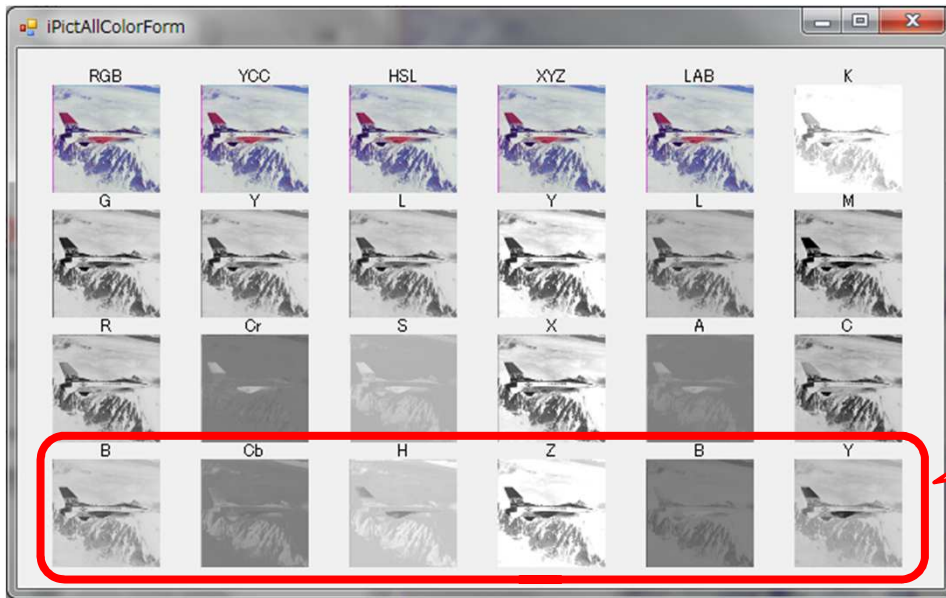 iPictAllColorForm
RGB YCC HSL XYZ LAB K
G Y L Y L M
R Cr S X A C
B Cb H Z B Y